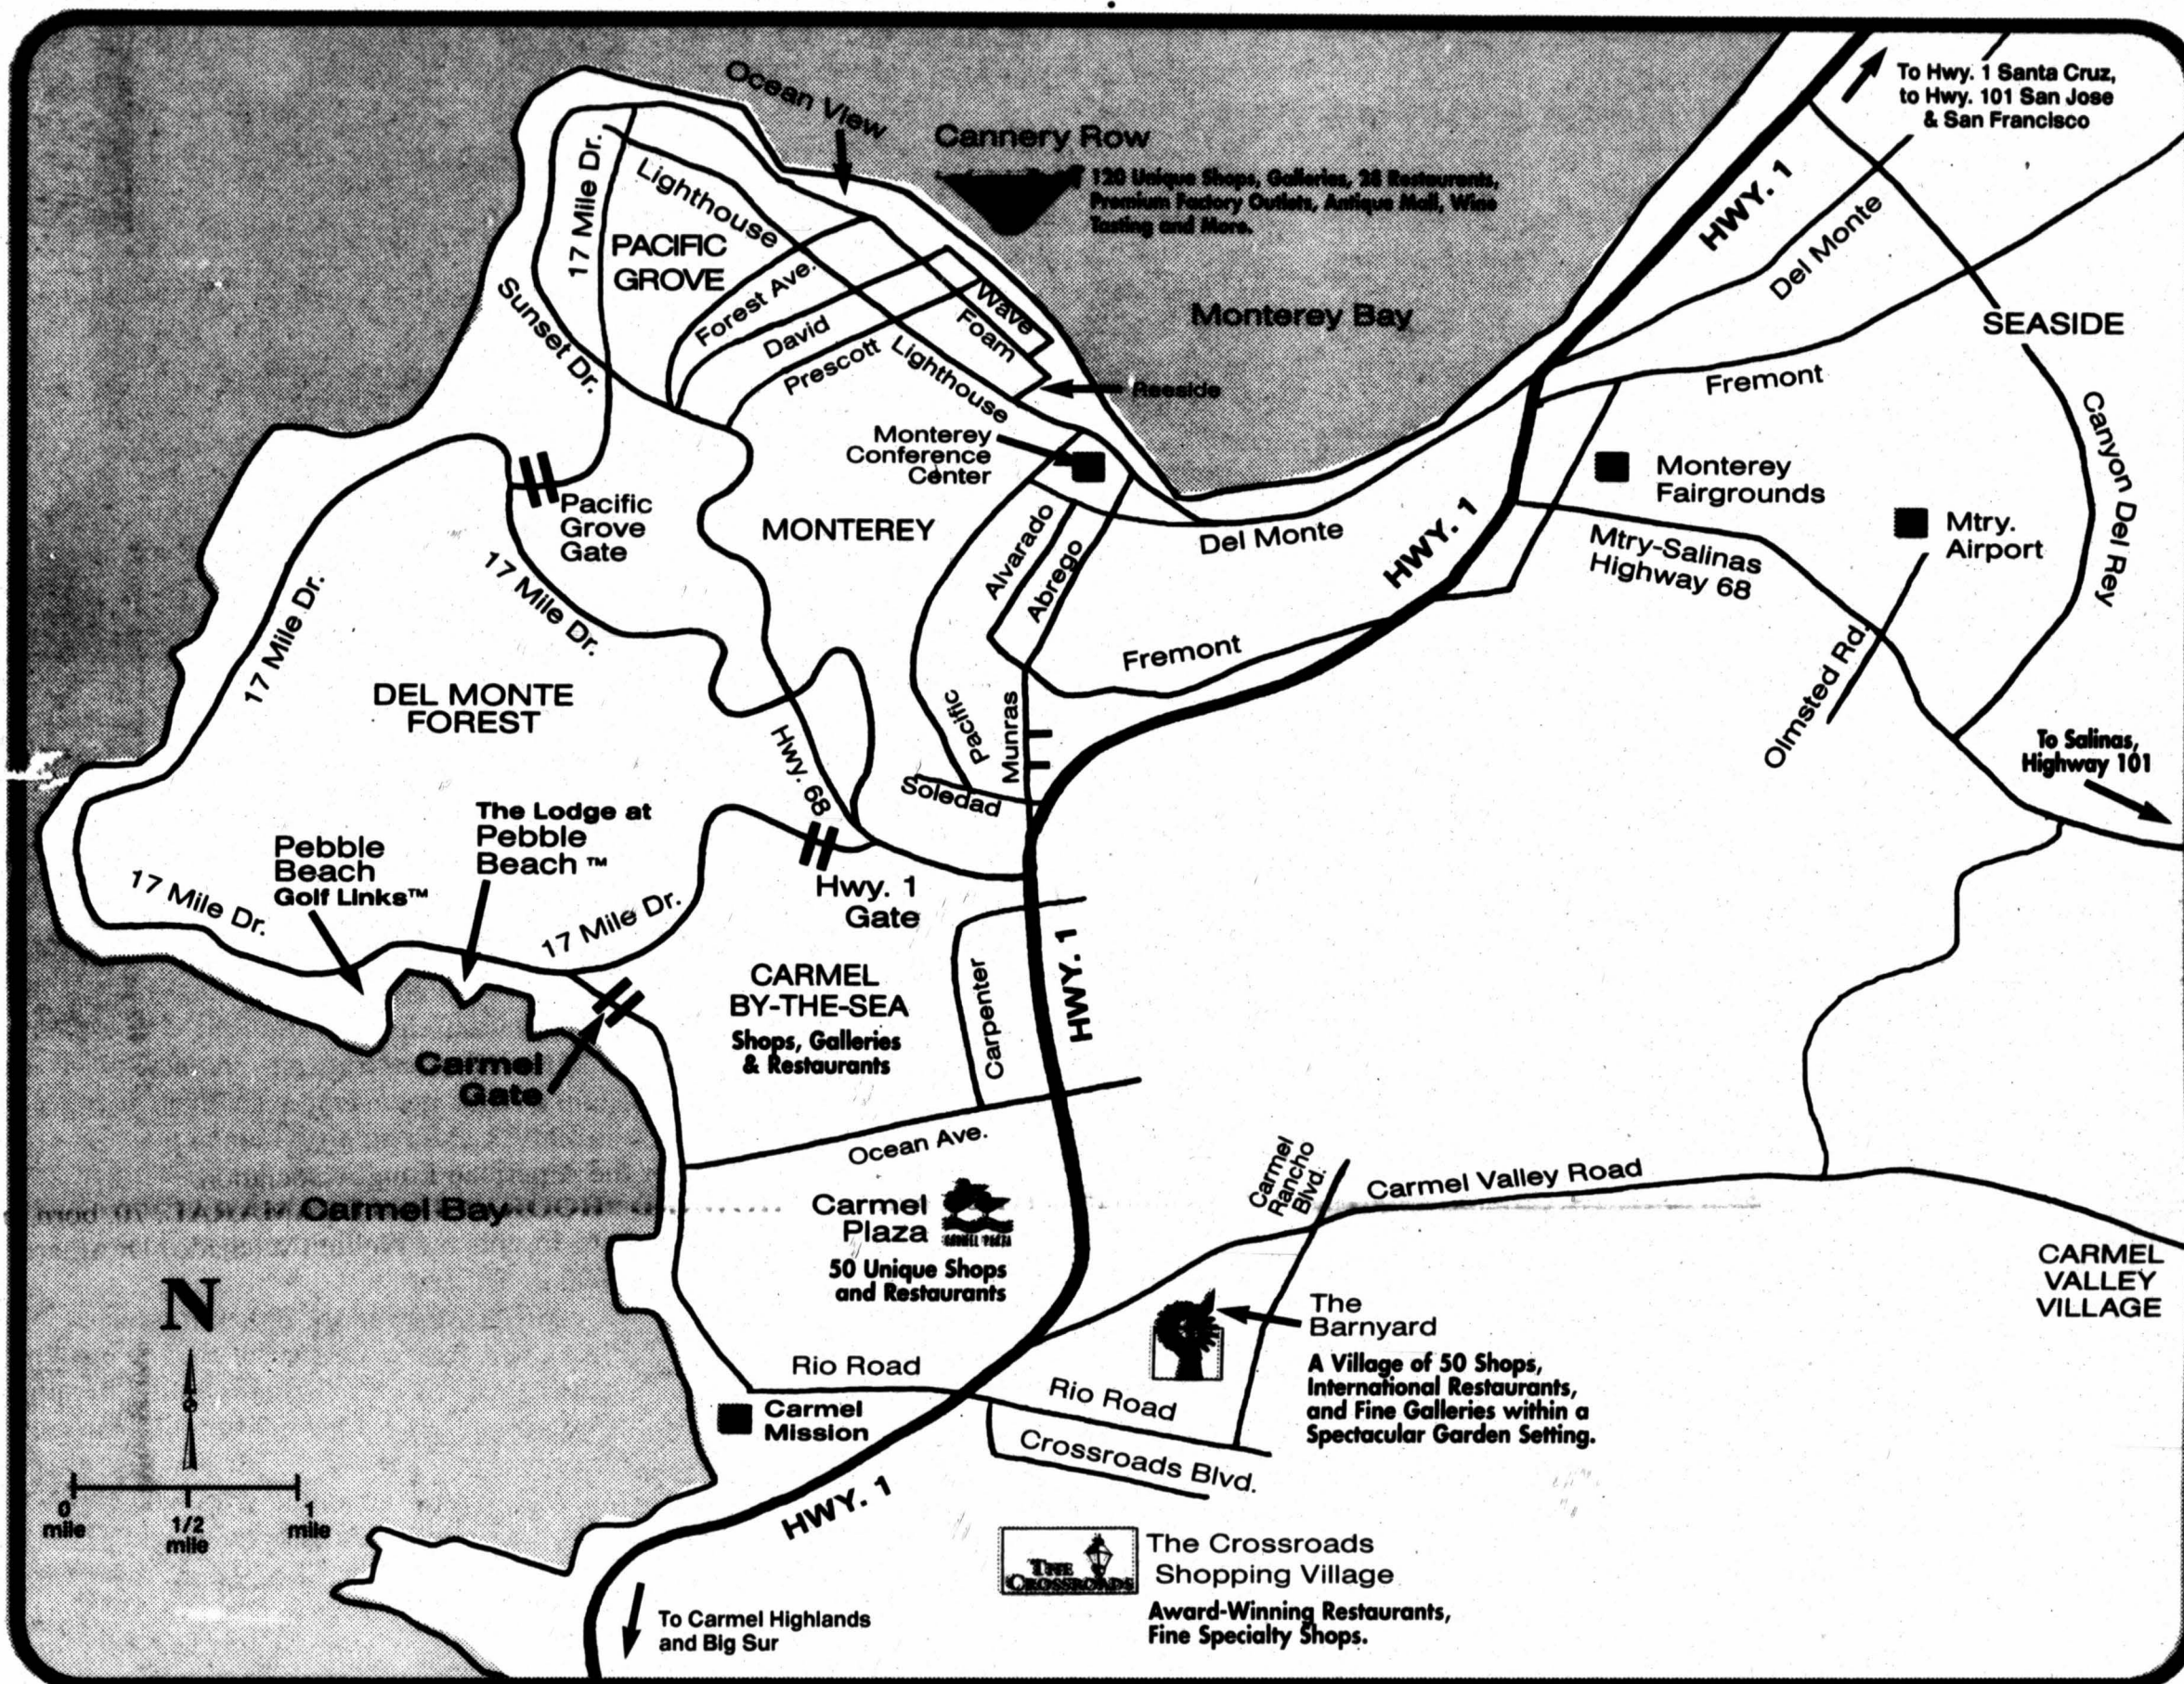 To Hwy. 1 Santa Cruz,
to Hwy. 101 San Jose
& San Francisco
Ocean View
Cannery Row
120 Unique Shops, Galleries, 28 Restaurants,
Premium Factory Outlets, Antique Mall, Wine
Tasting and More.
17 Mile Dr.
Lighthouse
PACIFIC
GROVE
HWY. 1
Del Monte
Forest Ave.
Sunset Dr.
David
Prescott
Wave
Foam
Lighthouse
Monterey Bay
SEASIDE
Reeside
Fremont
Canyon Del Rey
Monterey
Conference
Center
Monterey
Fairgrounds
Mtry.
Airport
Pacific
Grove
Gate
MONTEREY
Alvarado
Abrego
Del Monte
HWY. 1
Mtry-Salinas
Highway 68
17 Mile Dr.
17 Mile Dr.
Fremont
Olmsted Rd.
DEL MONTE
FOREST
Hwy. 68
Pacific
Munras
Soledad
To Salinas,
Highway 101
The Lodge at
Pebble
Beach ™
Pebble
Beach
Golf Links™
17 Mile Dr.
17 Mile Dr.
Hwy. 1
Gate
CARMEL
BY-THE-SEA
Shops, Galleries
& Restaurants
Carpenter
HWY. 1
Carmel
Gate
Ocean Ave.
Carmel
Rancho
Blvd.
Carmel Valley Road
Carmel Bay
Carmel
Plaza
CARMEL PLAZA
50 Unique Shops
and Restaurants
CARMEL
VALLEY
VILLAGE
N
The
Barnyard
A Village of 50 Shops,
International Restaurants,
and Fine Galleries within a
Spectacular Garden Setting.
Rio Road
Rio Road
Carmel
Mission
Crossroads Blvd.
0
mile
1/2
mile
1
mile
HWY. 1
THE
CROSSROADS
The Crossroads
Shopping Village
Award-Winning Restaurants,
Fine Specialty Shops.
To Carmel Highlands
and Big Sur